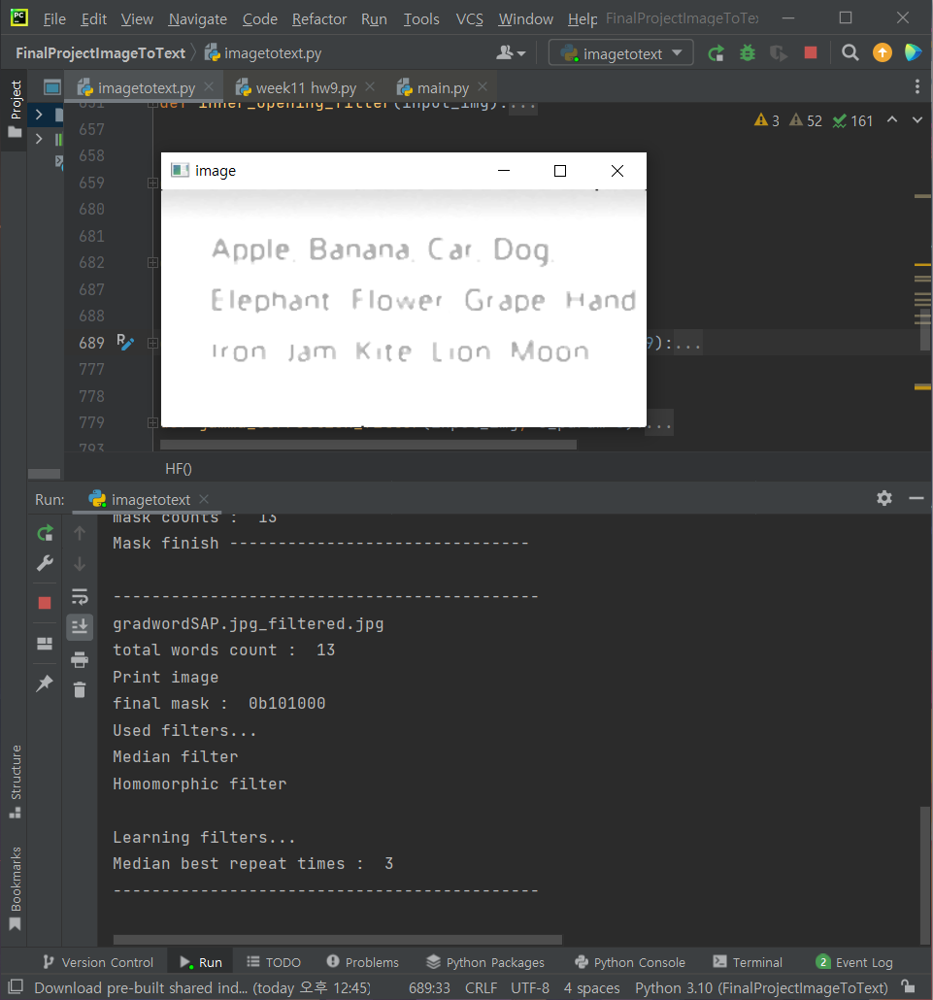 File Edit View Navigate Code Refactor Run Tools VCS Window Help FinalProjectImageToTe
FinalProjectImageToText imagetotext.py imagetotext
Project imagetotext.py week11 hw9.py main.py
def inner_opening_filter(input_img):...
657
3 52 161
658
image
659
680
681
682
687
688
689 9):...
777
778
779
793
Apple. Banana. Car. Dog.
Elephant Flower Grape Hand
Iron Jam Kite Lion Moon
HF()
Run: imagetotext
mask counts : 13
Mask finish -------------------------------

--------------------------------------------
gradwordSAP.jpg_filtered.jpg
total words count : 13
Print image
final mask : 0b101000
Used filters...
Median filter
Homomorphic filter

Learning filters...
Median best repeat times : 3
--------------------------------------------
Structure
Bookmarks
Version Control Run TODO Problems Python Packages Python Console Terminal 2 Event Log
Download pre-built shared ind... (today 오후 12:45) 689:33 CRLF UTF-8 4 spaces Python 3.10 (FinalProjectImageToText)